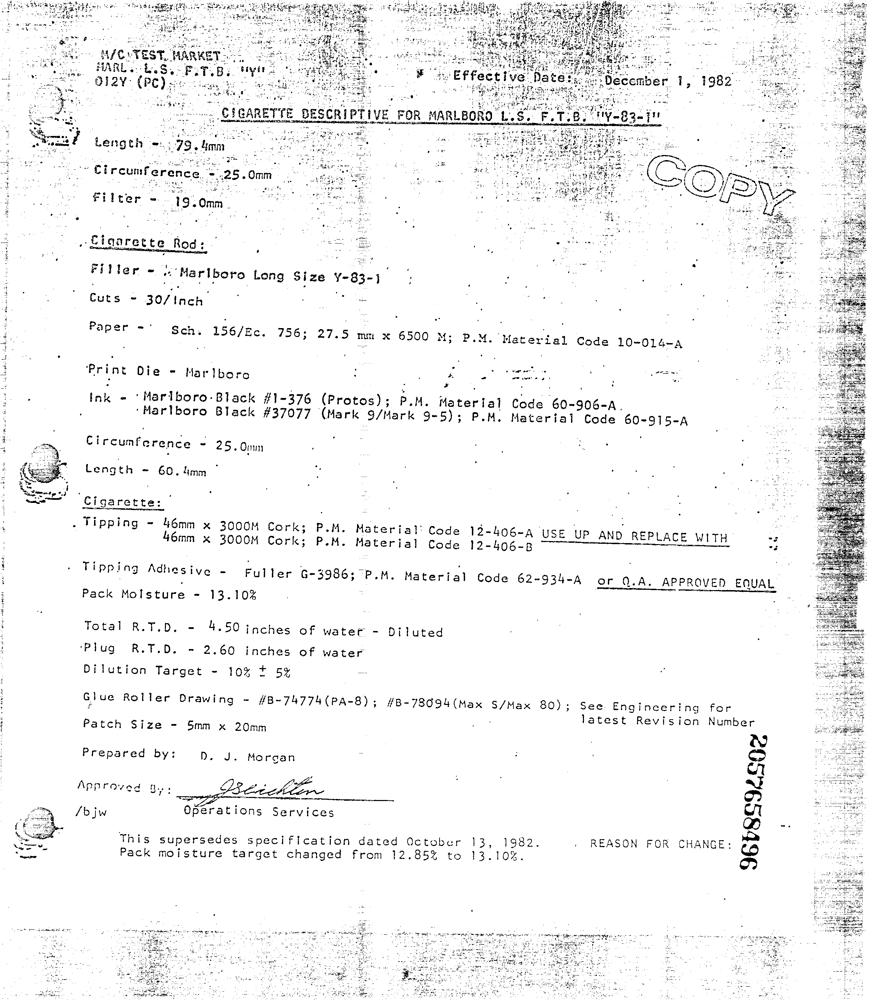 M/C TEST MARKET
MARL. L.S. F.T.B. "Y"
012Y (PC)
Effective Date: December 1, 1982
CIGARETTE DESCRIPTIVE FOR MARLBORO L.S. F.T.B. "Y-83-1"
COPY
Length - 79.4mm
Circumference - 25.0mm
Filter - 19.0mm
Cigarette Rod:
Filler - Marlboro Long Size Y-83-1
Cuts - 30/inch
Paper - Sch. 156/Ec. 756; 27.5 mm x 6500 M; P.M. Material Code 10-014-A
Print Die - Marlboro
Ink - Marlboro Black #1-376 (Protos); P.M. Material Code 60-906-A
Marlboro Black #37077 (Mark 9/Mark 9-5); P.M. Material Code 60-915-A
Circumference - 25.0mm
Length - 60.4mm
Cigarette:
Tipping - 46mm x 3000M Cork; P.M. Material Code 12-406-A USE UP AND REPLACE WITH
46mm x 3000M Cork; P.M. Material Code 12-406-B
Tipping Adhesive - Fuller G-3986; P.M. Material Code 62-934-A or Q.A. APPROVED EQUAL
Pack Moisture - 13.10%
Total R.T.D. - 4.50 inches of water - Diluted
Plug R.T.D. - 2.60 inches of water
Dilution Target - 10% ± 5%
Glue Roller Drawing - #B-74774(PA-8); #B-78094(Max S/Max 80); See Engineering for
latest Revision Number
Patch Size - 5mm x 20mm
Prepared by: D. J. Morgan
Approved By:
/bjw Operations Services
This supersedes specification dated October 13, 1982. REASON FOR CHANGE:
Pack moisture target changed from 12.85% to 13.10%.
2057658496